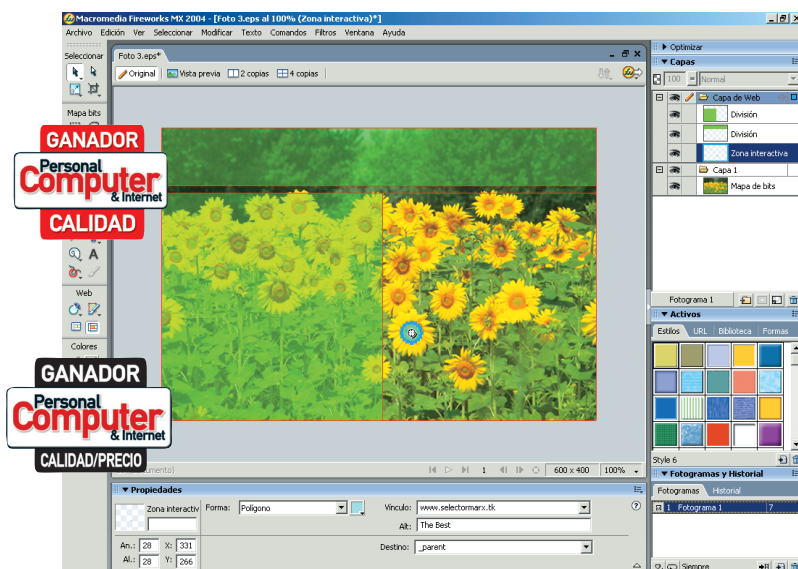 Macromedia Fireworks MX 2004 - [Foto 3.eps al 100% (Zona interactiva)*]
Archivo Edición Ver Seleccionar Modificar Texto Comandos Filtros Ventana Ayuda
Seleccionar
Mapa bits
Web
Colores
Foto 3.eps*
Original Vista previa 2 copias 4 copias
GANADOR
Personal
Computer
& Internet
CALIDAD
GANADOR
Personal
Computer
& Internet
CALIDAD/PRECIO
1 600 x 400 100%
Propiedades
Zona interactiv
Forma: Polígono
Vínculo: www.selectormarx.tk
Alt: The Best
Destino: _parent
An.: 28 X: 331
Al.: 28 Y: 266
Optimizar
Capas
100 Normal
Capa de Web
División
División
Zona interactiva
Capa 1
Mapa de bits
Fotograma 1
Activos
Estilos URL Biblioteca Formas
Style 6
Fotogramas y Historial
Fotogramas Historial
1 Fotograma 1 7
Siempre